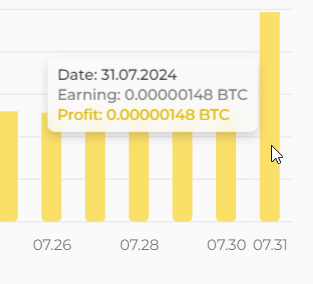 Date: 31.07.2024
Earning: 0.00000148 BTC
Profit: 0.00000148 BTC
07.26 07.28 07.30 07.31